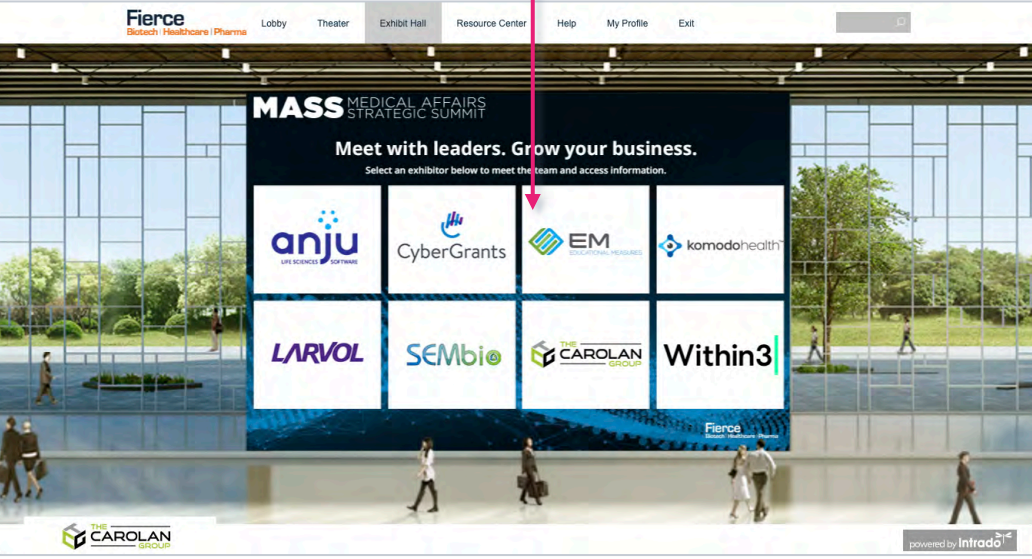 Fierce
Biotech | Healthcare | Pharma
Lobby Theater Exhibit Hall Resource Center Help My Profile Exit
MASS MEDICAL AFFAIRS
STRATEGIC SUMMIT
Meet with leaders. Grow your business.
Select an exhibitor below to meet the team and access information.
anju
LIFE SCIENCES SOFTWARE
CyberGrants
EM
EDUCATIONAL MEASURES
komodohealth
LARVOL
SEMbio
THE
CAROLAN
GROUP
Within3
Fierce
Biotech | Healthcare | Pharma
THE
CAROLAN
GROUP
powered by Intrado